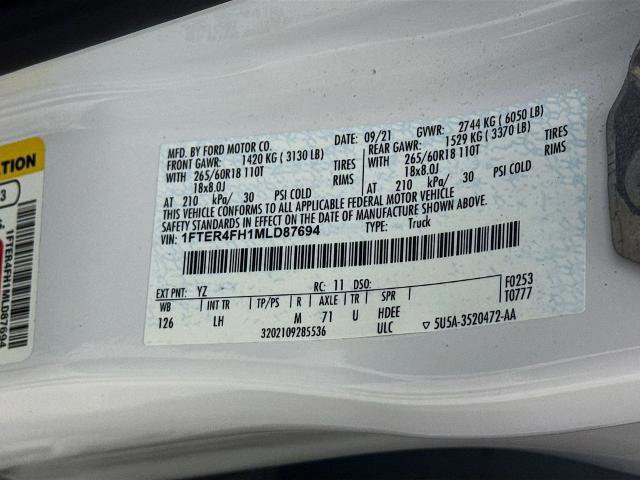 MFD. BY FORD MOTOR CO.
DATE: 09/21 GVWR: 2744 KG ( 6050 LB)
FRONT GAWR: 1420 KG ( 3130 LB)
REAR GAWR: 1529 KG ( 3370 LB)
WITH 265/60R18 110T TIRES
WITH 265/60R18 110T TIRES
18x8.0J RIMS
18x8.0J RIMS
AT 210 kPa/ 30 PSI COLD
AT 210 kPa/ 30 PSI COLD
THIS VEHICLE CONFORMS TO ALL APPLICABLE FEDERAL MOTOR VEHICLE
SAFETY STANDARDS IN EFFECT ON THE DATE OF MANUFACTURE SHOWN ABOVE.
VIN: 1FTER4FH1MLD87694 TYPE: Truck
EXT PNT: YZ RC: 11 DSO: F0253
WB INT TR TP/PS R AXLE TR SPR T0777
126 LH M 71 U HDEE
3202109285536 ULC ▽ 5U5A-3520472-AA
1FTER4FH1MLD87694